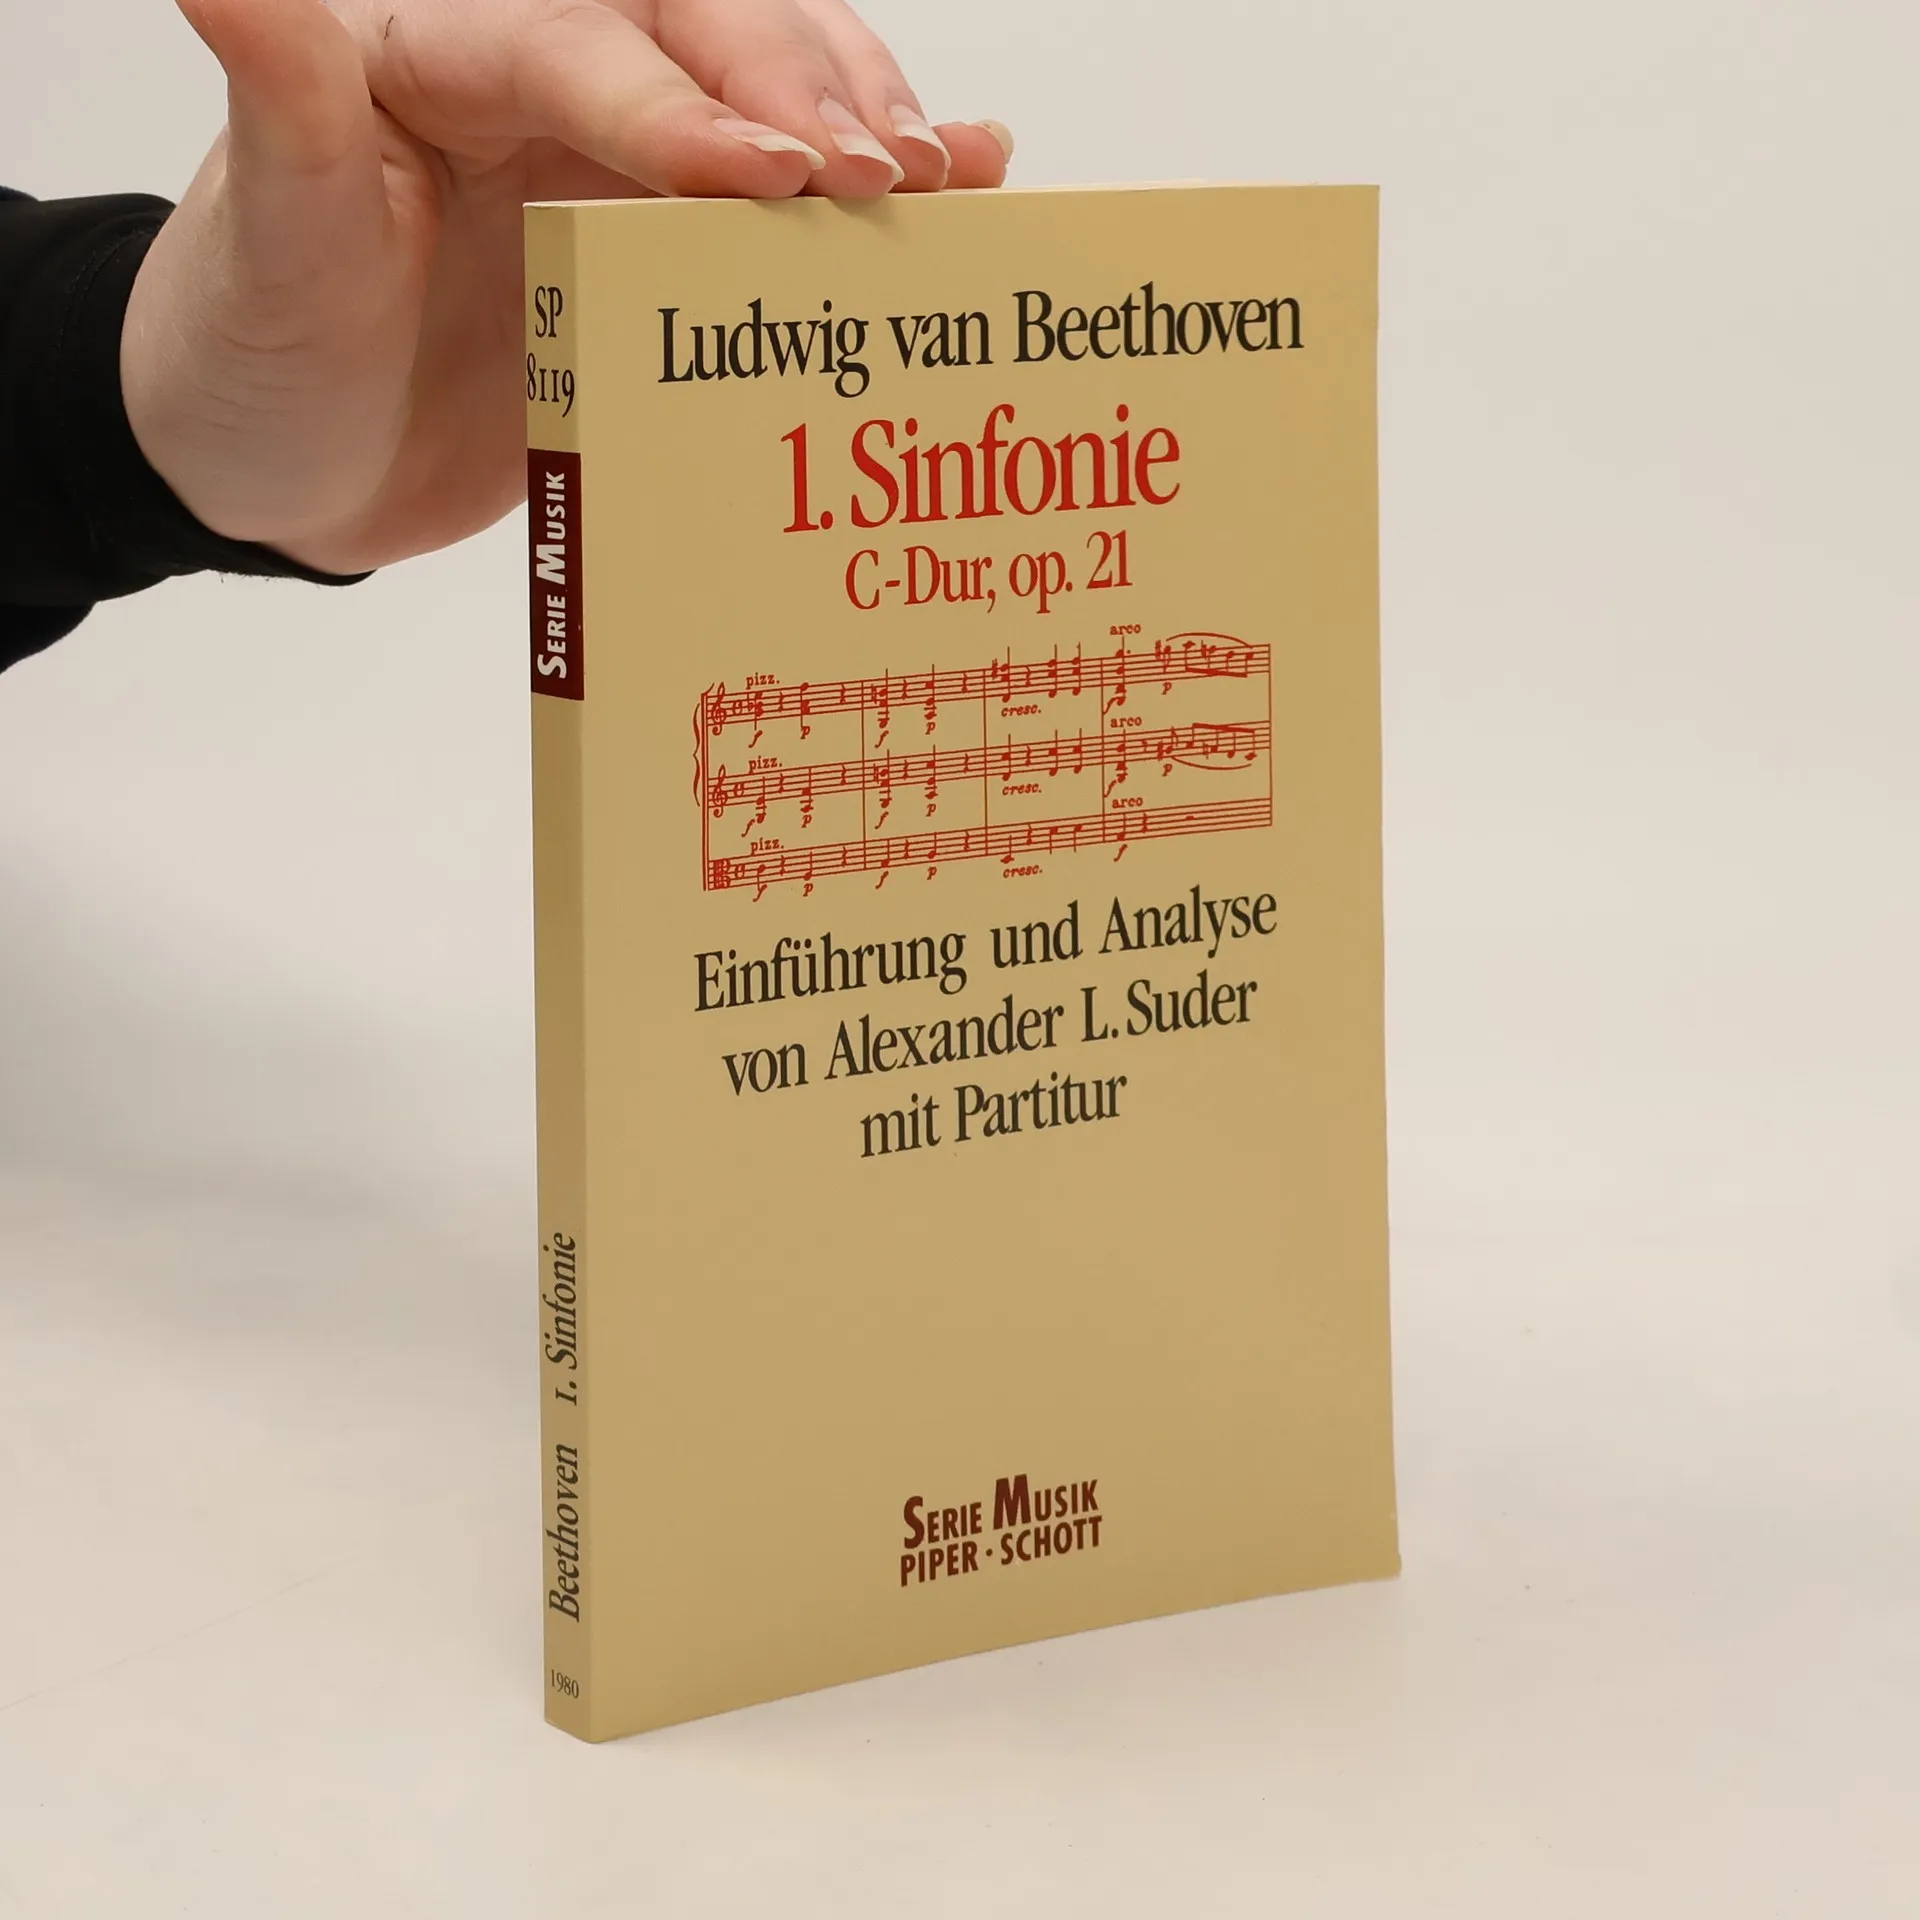 SP
8119
SERIE MUSIK
Beethoven 1. Sinfonie
1980
Ludwig van Beethoven
1. Sinfonie
C-Dur, op. 21
arco
pizz.
f p f p cresc. f p
arco
pizz.
f p f p cresc. f p
arco
pizz.
f p f p cresc. f
Einführung und Analyse
von Alexander L. Suder
mit Partitur
SERIE MUSIK
PIPER · SCHOTT